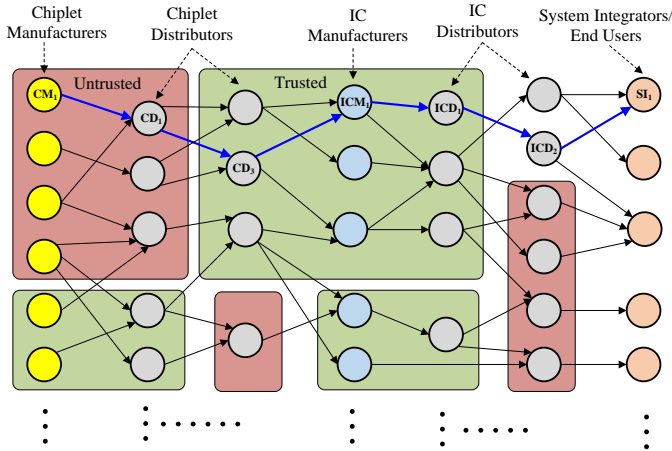 Chiplet
Manufacturers
Chiplet
Distributors
IC
Manufacturers
IC
Distributors
System Integrators/
End Users
Untrusted
Trusted
CM₁
CD₁
CD₃
ICM₁
ICD₁
ICD₂
SI₁